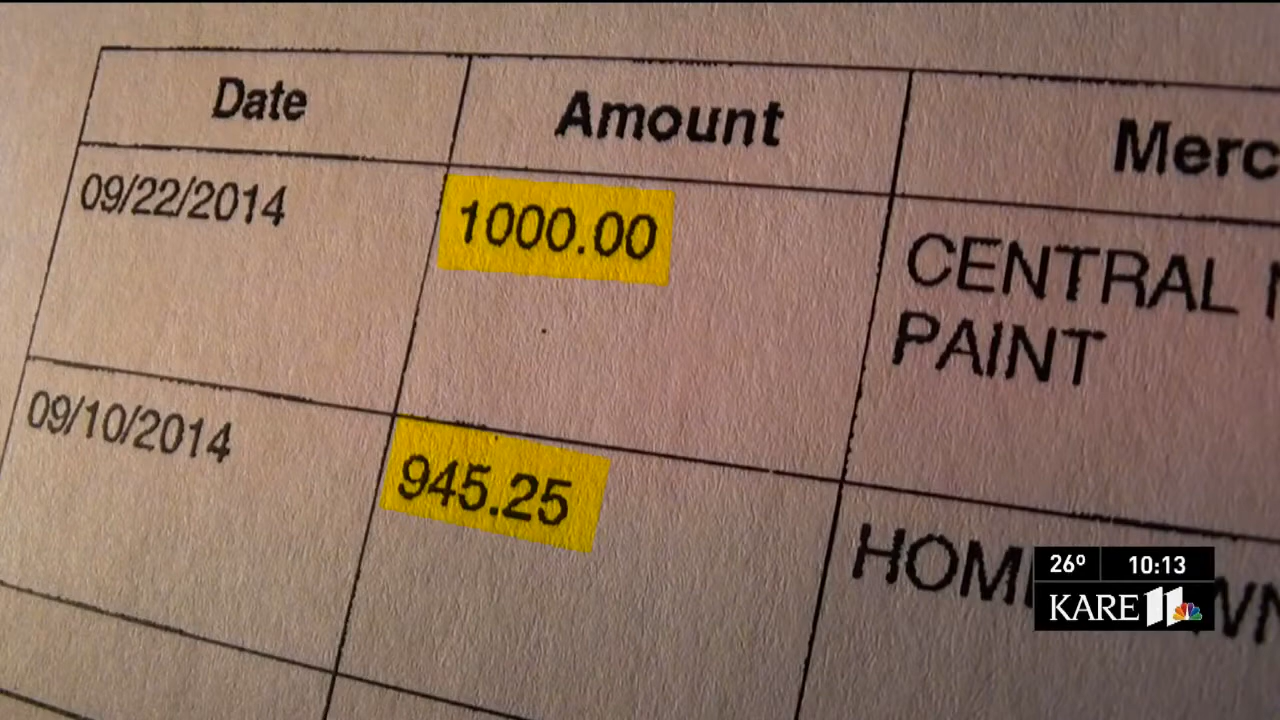 Date Amount Merc
09/22/2014 1000.00 CENTRAL
PAINT
09/10/2014 945.25
26° 10:13
KARE 11